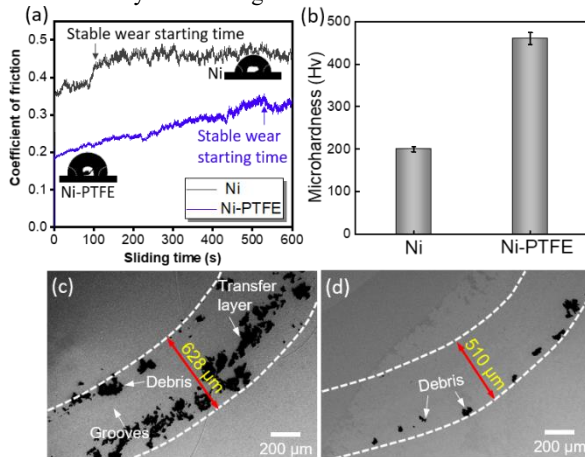 (a)
Stable wear starting time
Ni
Stable wear
starting time
Ni-PTFE
Ni
Ni-PTFE
Coefficient of friction
0.5
0.4
0.3
0.2
0.1
0.0
0 100 200 300 400 500 600
Sliding time (s)
(b)
Microhardness (Hv)
500
400
300
200
100
0
Ni Ni-PTFE
(c)
Transfer
layer
628 μm
Debris
Grooves
200 μm
(d)
510 μm
Debris
200 μm